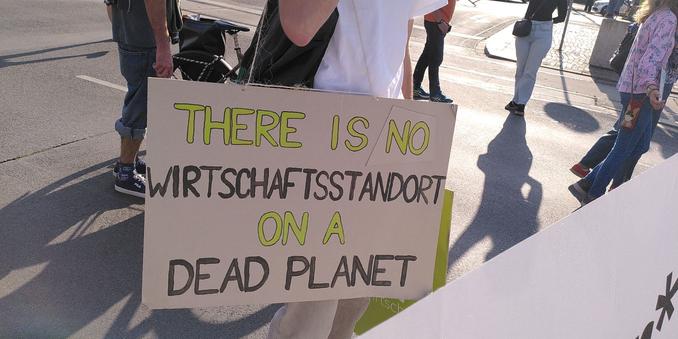 THERE IS NO
WIRTSCHAFTSSTANDORT
ON A
DEAD PLANET